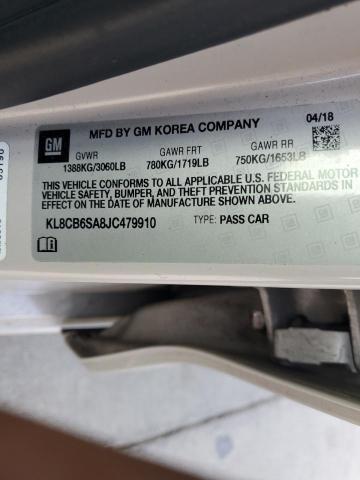 MFD BY GM KOREA COMPANY 04/18
GM
GVWR GAWR FRT GAWR RR
1388KG/3060LB 780KG/1719LB 750KG/1653LB
THIS VEHICLE CONFORMS TO ALL APPLICABLE U.S. FEDERAL MOTOR
VEHICLE SAFETY, BUMPER, AND THEFT PREVENTION STANDARDS IN
EFFECT ON THE DATE OF MANUFACTURE SHOWN ABOVE.
KL8CB6SA8JC479910 TYPE: PASS CAR